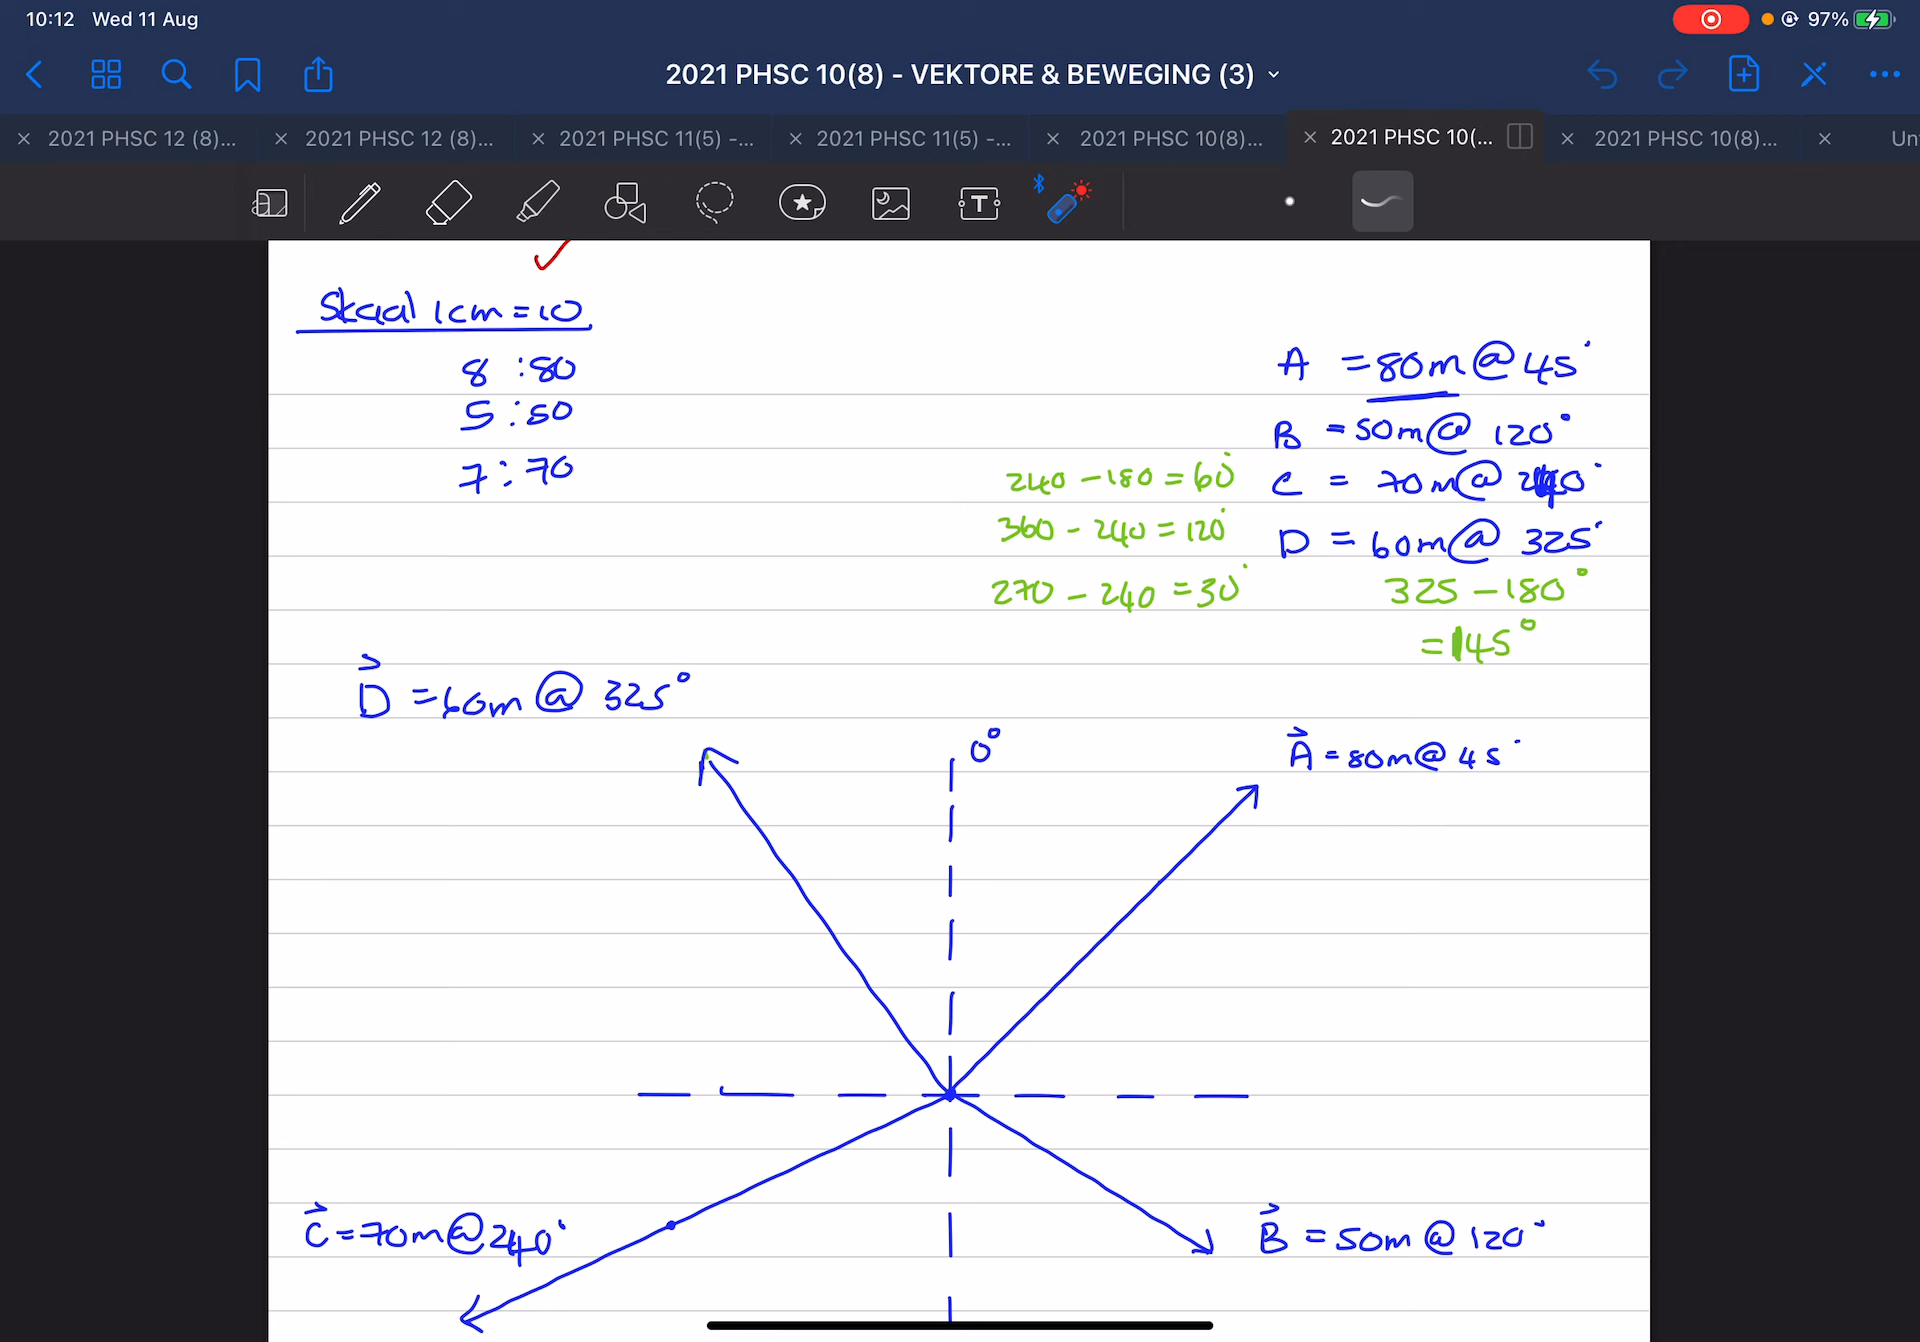 10:12 Wed 11 Aug
97%
2021 PHSC 10(8) - VEKTORE & BEWEGING (3)
2021 PHSC 12 (8)...
2021 PHSC 12 (8)...
2021 PHSC 11(5) -...
2021 PHSC 11(5) -...
2021 PHSC 10(8)...
2021 PHSC 10(...
2021 PHSC 10(8)...
Un
T
Skaal 1cm = 10
8 : 80
5 : 50
7 : 70
A = 80m @ 45°
B = 50m @ 120°
C = 70m @ 240°
D = 60m @ 325°
240 - 180 = 60°
360 - 240 = 120°
270 - 240 = 30°
325 - 180°
= 145°
D = 60m @ 325°
0°
A = 80m @ 45°
C = 70m @ 240°
B = 50m @ 120°